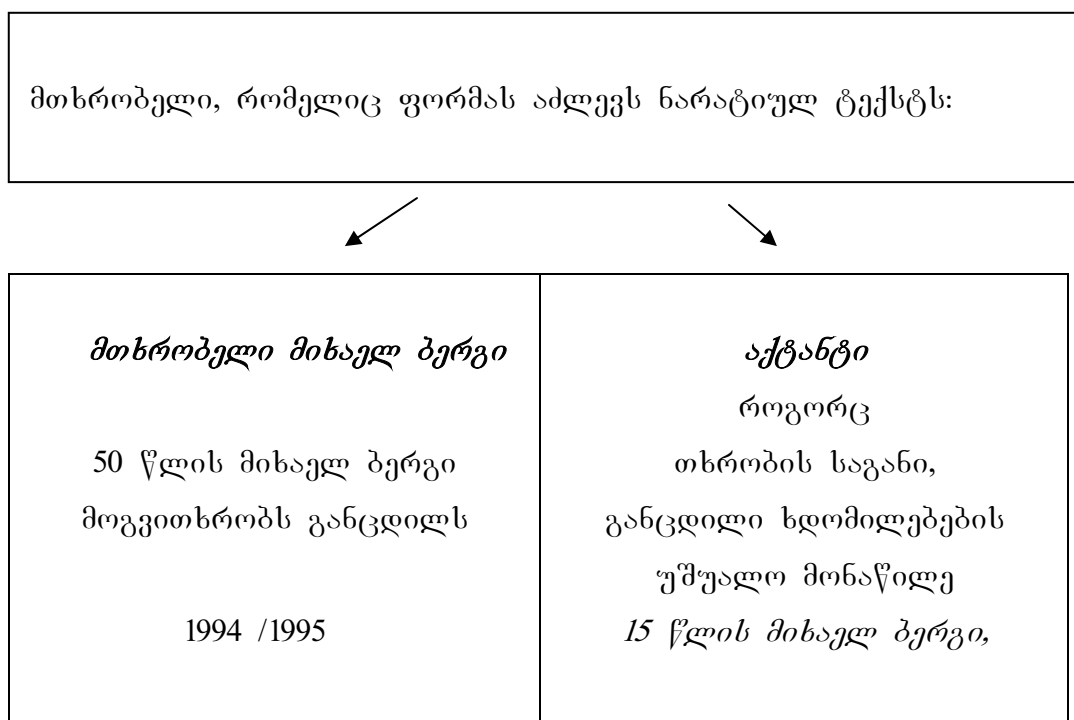 მთხრობელი, რომელიც ფორმას აძლევს ნარატიულ ტექსტს:
მთხრობელი მიხაელ ბერგი
50 წლის მიხაელ ბერგი
მოგვითხრობს განცდილს
1994 /1995
აქტანტი
როგორც
თხრობის საგანი,
განცდილი ხდომილებების
უშუალო მონაწილე
15 წლის მიხაელ ბერგი,